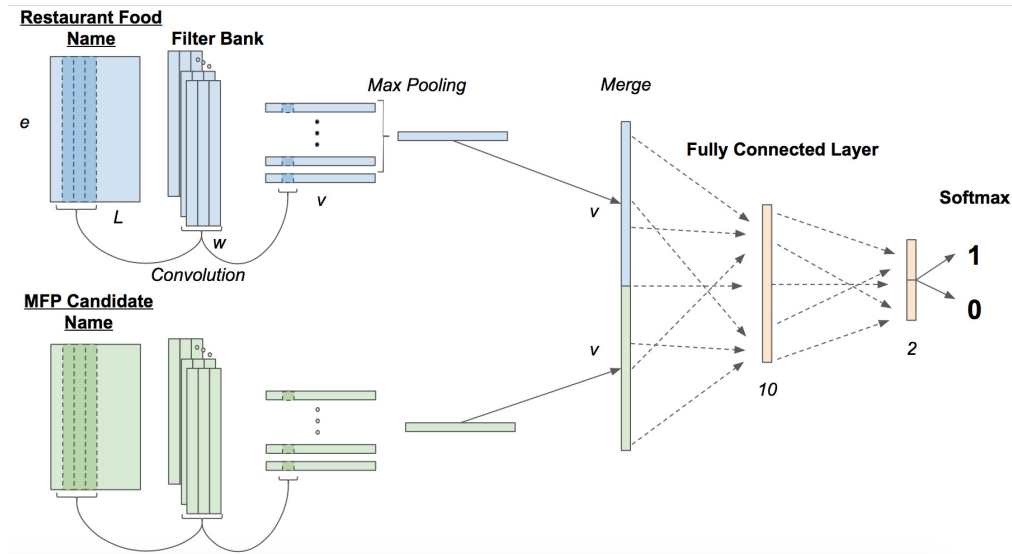 Restaurant Food
Name
Filter Bank
Max Pooling
Merge
e
Fully Connected Layer
Softmax
L
v
v
w
Convolution
1
0
MFP Candidate
Name
v
2
10